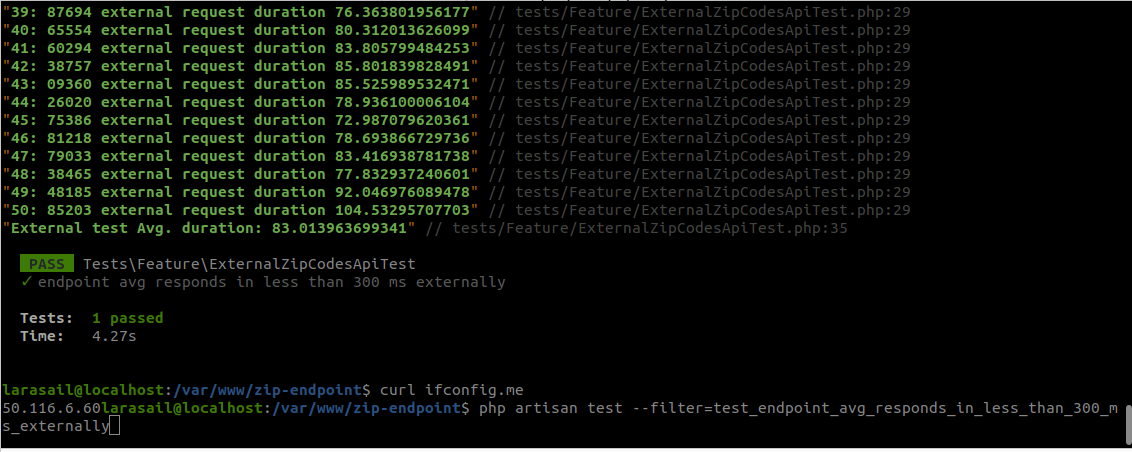 "39: 87694 external request duration 76.363801956177" // tests/Feature/ExternalZipCodesApiTest.php:29
"40: 65554 external request duration 80.312013626099" // tests/Feature/ExternalZipCodesApiTest.php:29
"41: 60294 external request duration 83.805799484253" // tests/Feature/ExternalZipCodesApiTest.php:29
"42: 38757 external request duration 85.801839828491" // tests/Feature/ExternalZipCodesApiTest.php:29
"43: 09360 external request duration 85.525989532471" // tests/Feature/ExternalZipCodesApiTest.php:29
"44: 26020 external request duration 78.936100006104" // tests/Feature/ExternalZipCodesApiTest.php:29
"45: 75386 external request duration 72.987079620361" // tests/Feature/ExternalZipCodesApiTest.php:29
"46: 81218 external request duration 78.693866729736" // tests/Feature/ExternalZipCodesApiTest.php:29
"47: 79033 external request duration 83.416938781738" // tests/Feature/ExternalZipCodesApiTest.php:29
"48: 38465 external request duration 77.832937240601" // tests/Feature/ExternalZipCodesApiTest.php:29
"49: 48185 external request duration 92.046976089478" // tests/Feature/ExternalZipCodesApiTest.php:29
"50: 85203 external request duration 104.53295707703" // tests/Feature/ExternalZipCodesApiTest.php:29
"External test Avg. duration: 83.013963699341" // tests/Feature/ExternalZipCodesApiTest.php:35
PASS Tests\Feature\ExternalZipCodesApiTest
✓ endpoint avg responds in less than 300 ms externally
Tests: 1 passed
Time: 4.27s
larasail@localhost:/var/www/zip-endpoint$ curl ifconfig.me
50.116.6.60larasail@localhost:/var/www/zip-endpoint$ php artisan test --filter=test_endpoint_avg_responds_in_less_than_300_m
s_externally